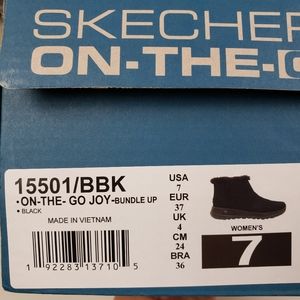 SKECHER
ON-THE-G
15501/BBK
•ON-THE- GO JOY-BUNDLE UP
• BLACK
MADE IN VIETNAM
1 92283 13710 5
USA
7
EUR
37
UK
4
CM
24
BRA
36
WOMEN'S
7